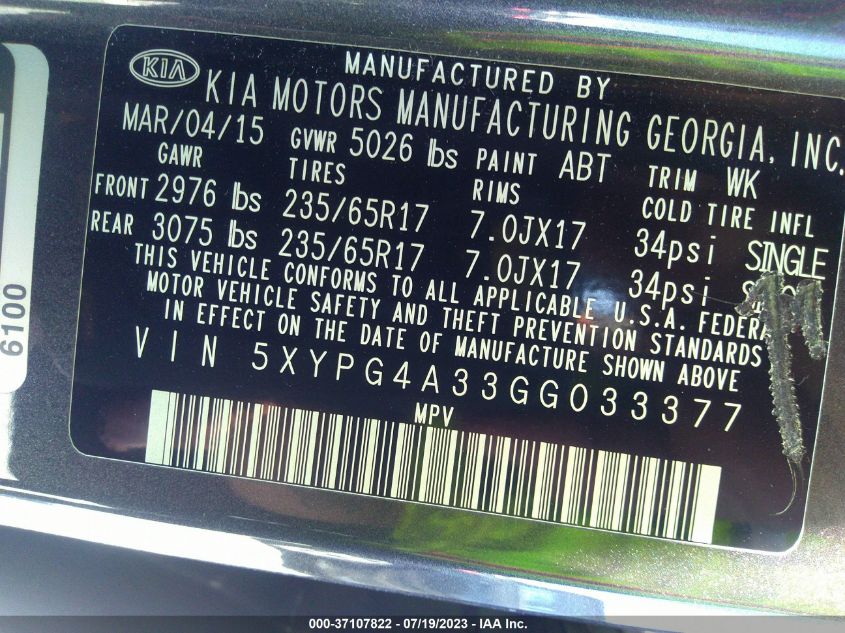 KIA
MANUFACTURED BY
KIA MOTORS MANUFACTURING GEORGIA, INC.
MAR/04/15 GVWR 5026 lbs PAINT ABT TRIM WK
GAWR TIRES RIMS COLD TIRE INFL
FRONT 2976 lbs 235/65R17 7.0JX17 34psi SINGLE
REAR 3075 lbs 235/65R17 7.0JX17 34psi
THIS VEHICLE CONFORMS TO ALL APPLICABLE U.S.A. FEDERA
MOTOR VEHICLE SAFETY AND THEFT PREVENTION STANDARDS
IN EFFECT ON THE DATE OF MANUFACTURE SHOWN ABOVE
VIN 5XYPG4A33GG033377
MPV
6100
000-37107822 - 07/19/2023 - IAA Inc.